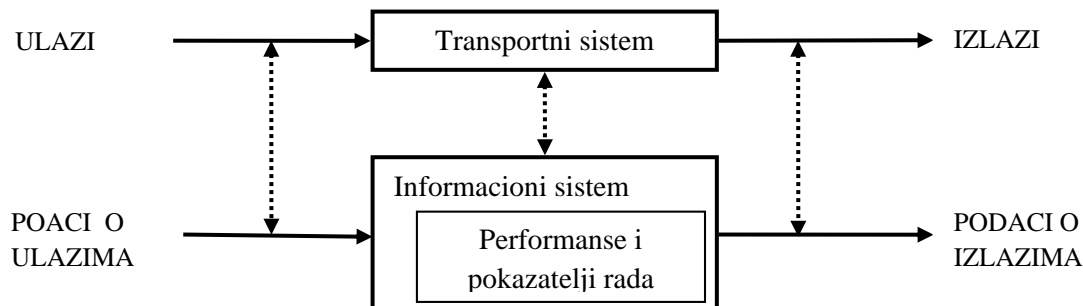 ULAZI
Transportni sistem
IZLAZI
Informacioni sistem
POACI O
ULAZIMA
Performanse i
pokazatelji rada
PODACI O
IZLAZIMA